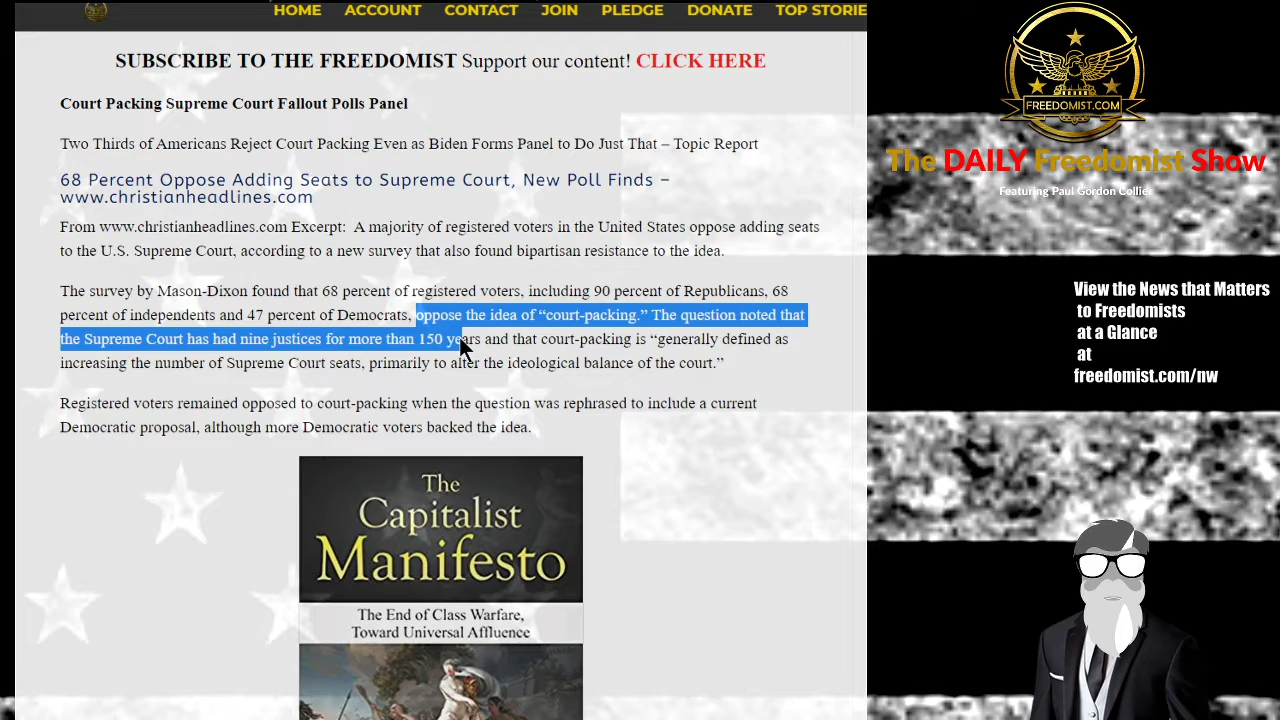 HOME ACCOUNT CONTACT JOIN PLEDGE DONATE TOP STORIE
SUBSCRIBE TO THE FREEDOMIST Support our content! CLICK HERE
Court Packing Supreme Court Fallout Polls Panel
Two Thirds of Americans Reject Court Packing Even as Biden Forms Panel to Do Just That – Topic Report
68 Percent Oppose Adding Seats to Supreme Court, New Poll Finds –
www.christianheadlines.com
From www.christianheadlines.com Excerpt: A majority of registered voters in the United States oppose adding seats
to the U.S. Supreme Court, according to a new survey that also found bipartisan resistance to the idea.
The survey by Mason-Dixon found that 68 percent of registered voters, including 90 percent of Republicans, 68
percent of independents and 47 percent of Democrats, oppose the idea of “court-packing.” The question noted that
the Supreme Court has had nine justices for more than 150 years and that court-packing is “generally defined as
increasing the number of Supreme Court seats, primarily to alter the ideological balance of the court.”
Registered voters remained opposed to court-packing when the question was rephrased to include a current
Democratic proposal, although more Democratic voters backed the idea.
The
Capitalist
Manifesto
The End of Class Warfare,
Toward Universal Affluence
FREEDOMIST.COM
The DAILY Freedomist Show
Featuring Paul Gordon Collie
View the News that Matters
to Freedomists
at a Glance
at
freedomist.com/nw